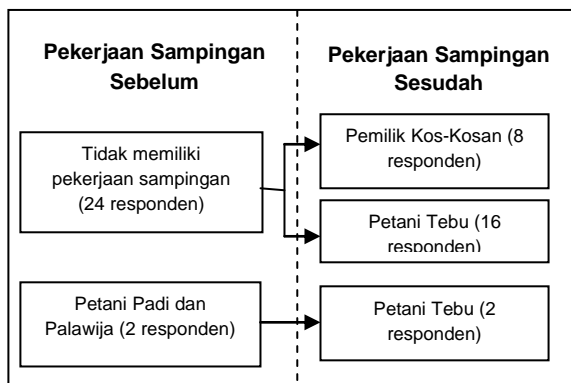 Pekerjaan Sampingan
Sebelum
Pekerjaan Sampingan
Sesudah
Tidak memiliki
pekerjaan sampingan
(24 responden)
Pemilik Kos-Kosan (8
responden)
Petani Tebu (16
responden)
Petani Padi dan
Palawija (2 responden)
Petani Tebu (2
responden)